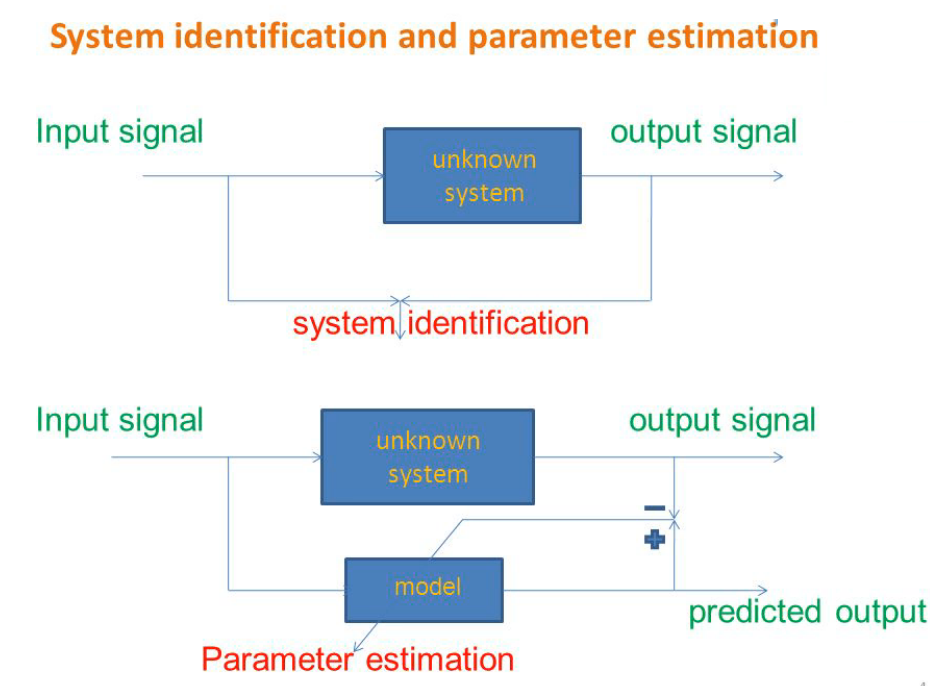 System identification and parameter estimation
Input signal
output signal
unknown
system
system identification
Input signal
output signal
unknown
system
model
predicted output
Parameter estimation